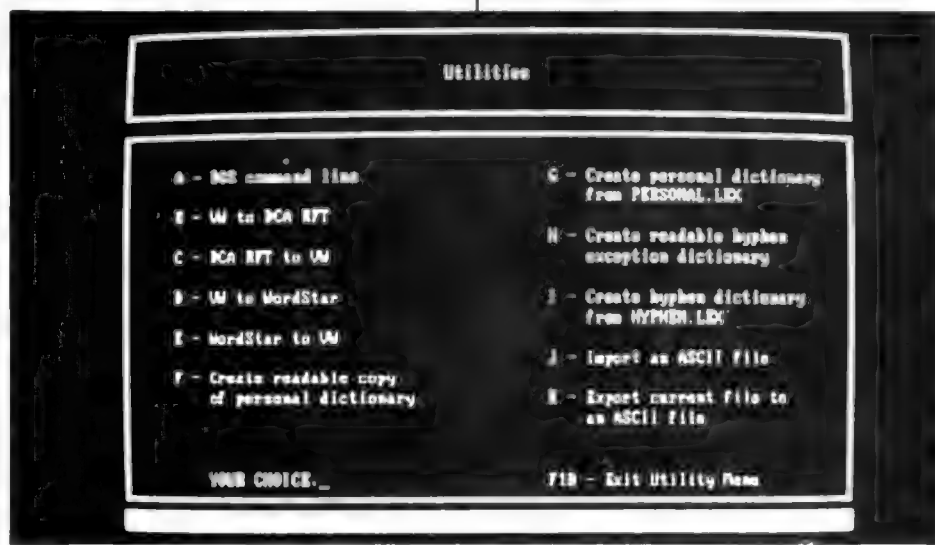 Utilities
A - DOS command line
B - VW to DCA RFT
C - DCA RFT to VW
D - VW to WordStar
E - WordStar to VW
F - Create readable copy
of personal dictionary
G - Create personal dictionary
from PERSONAL.LEX
H - Create readable hyphen
exception dictionary
I - Create hyphen dictionary
from HYPHEN.LEX
J - Import an ASCII file
K - Export current file to
an ASCII file
YOUR CHOICE._
F10 - Exit Utility Menu